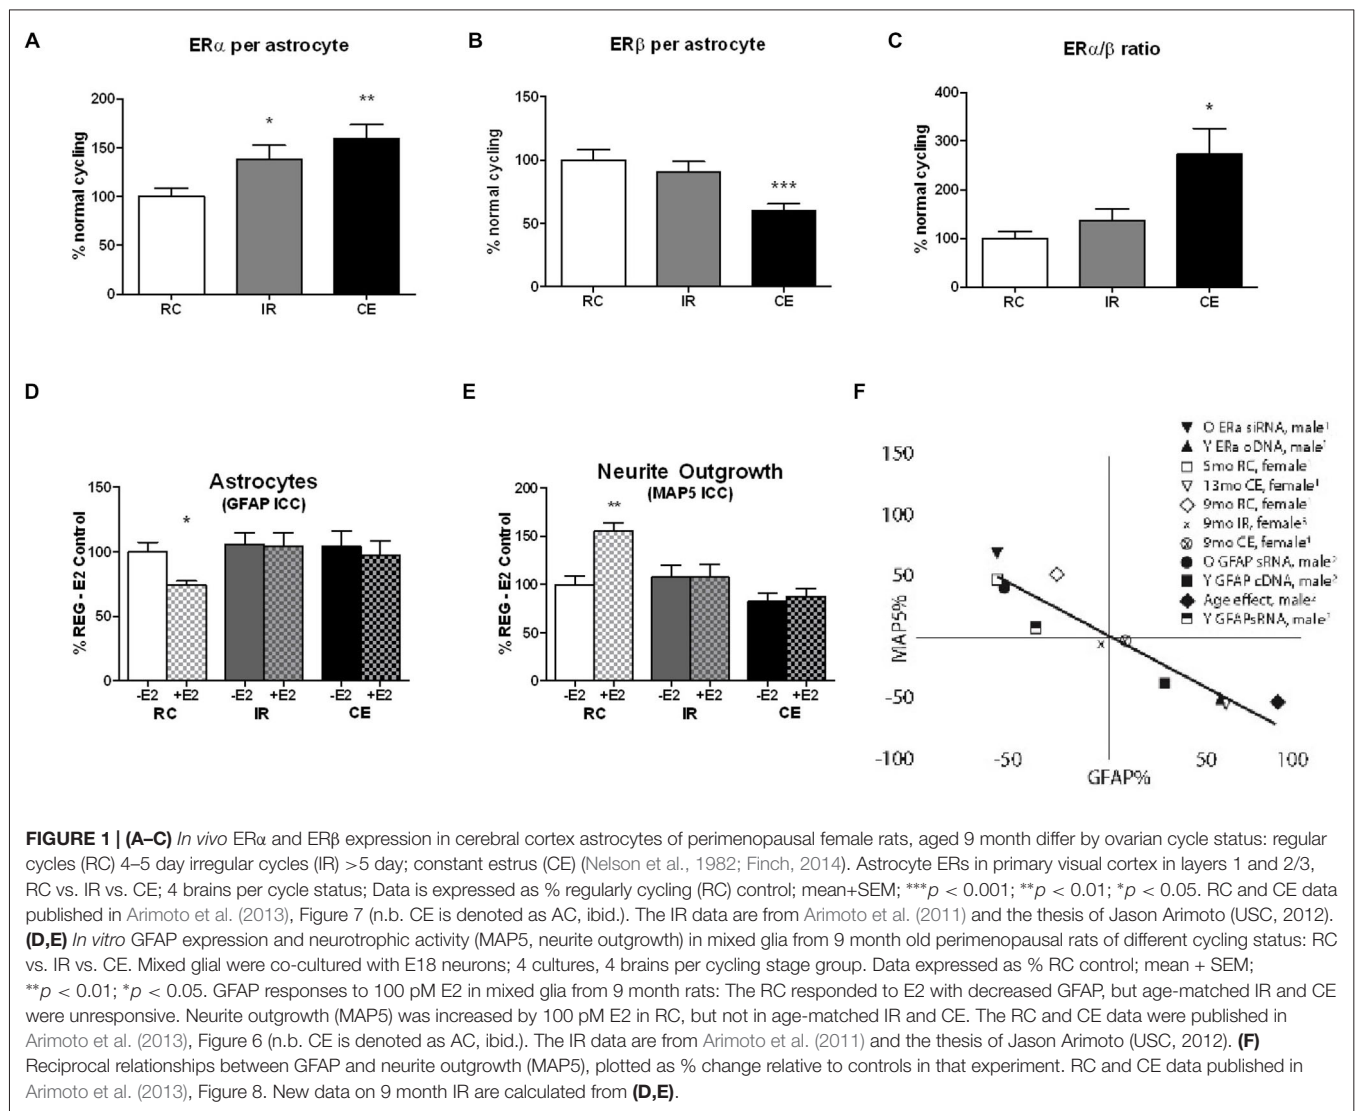 A
ERα per astrocyte
% normal cycling
200
150
100
50
0
*
**
RC
IR
CE
B
ERβ per astrocyte
% normal cycling
150
100
50
0
***
RC
IR
CE
C
ERα/β ratio
% normal cycling
400
300
200
100
0
*
RC
IR
CE
D
Astrocytes
(GFAP ICC)
% REG - E2 Control
150
100
50
0
*
-E2 +E2 -E2 +E2 -E2 +E2
RC IR CE
E
Neurite Outgrowth
(MAP5 ICC)
% REG - E2 Control
200
150
100
50
0
**
-E2 +E2 -E2 +E2 -E2 +E2
RC IR CE
F
150
100
50
-50
-100
MAP5%
-50
50
100
GFAP%
O ERa siRNA, male¹
Y ERa oDNA, male
5mo RC, female
13mo CE, female
9mo RC, female
9mo IR, female
9mo CE, female
O GFAP sRNA, male
Y GFAP cDNA, male
Age effect, male
Y GFAPsRNA, male
FIGURE 1 | (A–C) In vivo ERα and ERβ expression in cerebral cortex astrocytes of perimenopausal female rats, aged 9 month differ by ovarian cycle status: regular
cycles (RC) 4–5 day irregular cycles (IR) >5 day; constant estrus (CE) (Nelson et al., 1982; Finch, 2014). Astrocyte ERs in primary visual cortex in layers 1 and 2/3,
RC vs. IR vs. CE; 4 brains per cycle status; Data is expressed as % regularly cycling (RC) control; mean+SEM; ***p < 0.001; **p < 0.01; *p < 0.05. RC and CE data
published in Arimoto et al. (2013), Figure 7 (n.b. CE is denoted as AC, ibid.). The IR data are from Arimoto et al. (2011) and the thesis of Jason Arimoto (USC, 2012).
(D,E) In vitro GFAP expression and neurotrophic activity (MAP5, neurite outgrowth) in mixed glia from 9 month old perimenopausal rats of different cycling status: RC
vs. IR vs. CE. Mixed glial were co-cultured with E18 neurons; 4 cultures, 4 brains per cycling stage group. Data expressed as % RC control; mean + SEM;
**p < 0.01; *p < 0.05. GFAP responses to 100 pM E2 in mixed glia from 9 month rats: The RC responded to E2 with decreased GFAP, but age-matched IR and CE
were unresponsive. Neurite outgrowth (MAP5) was increased by 100 pM E2 in RC, but not in age-matched IR and CE. The RC and CE data were published in
Arimoto et al. (2013), Figure 6 (n.b. CE is denoted as AC, ibid.). The IR data are from Arimoto et al. (2011) and the thesis of Jason Arimoto (USC, 2012). (F)
Reciprocal relationships between GFAP and neurite outgrowth (MAP5), plotted as % change relative to controls in that experiment. RC and CE data published in
Arimoto et al. (2013), Figure 8. New data on 9 month IR are calculated from (D,E).